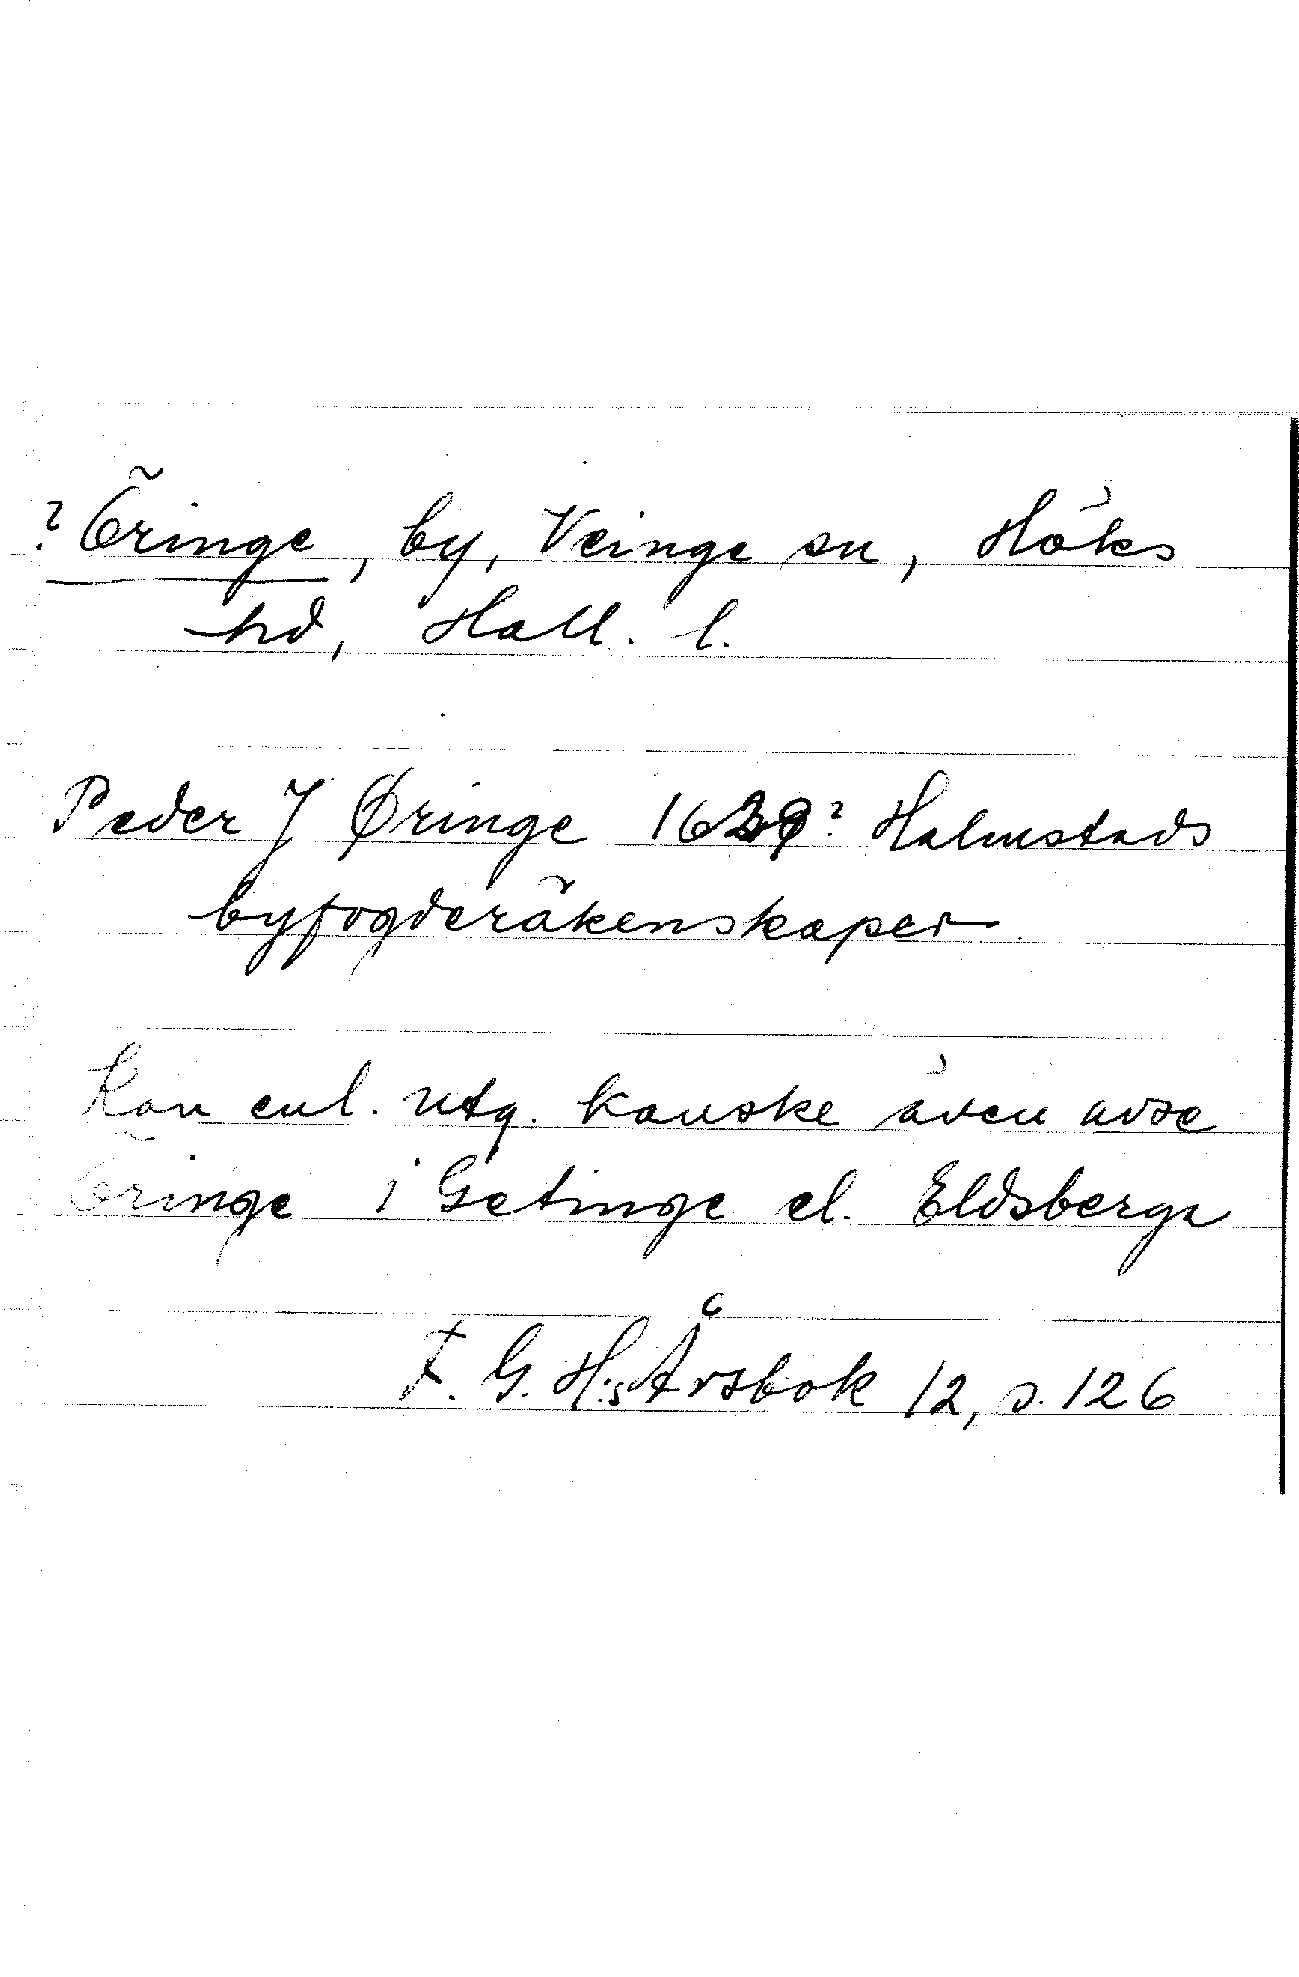 ? Öringe, by, Veinge sn, Höks
hd, Hall. l.
Peder J Øringe 1639? Halmstads
byfogderäkenskaper
Kan enl. utg. kanske även avse
Öringe i Getinge el. Eldsberga
F. G. H:s Årsbok 12, s. 126